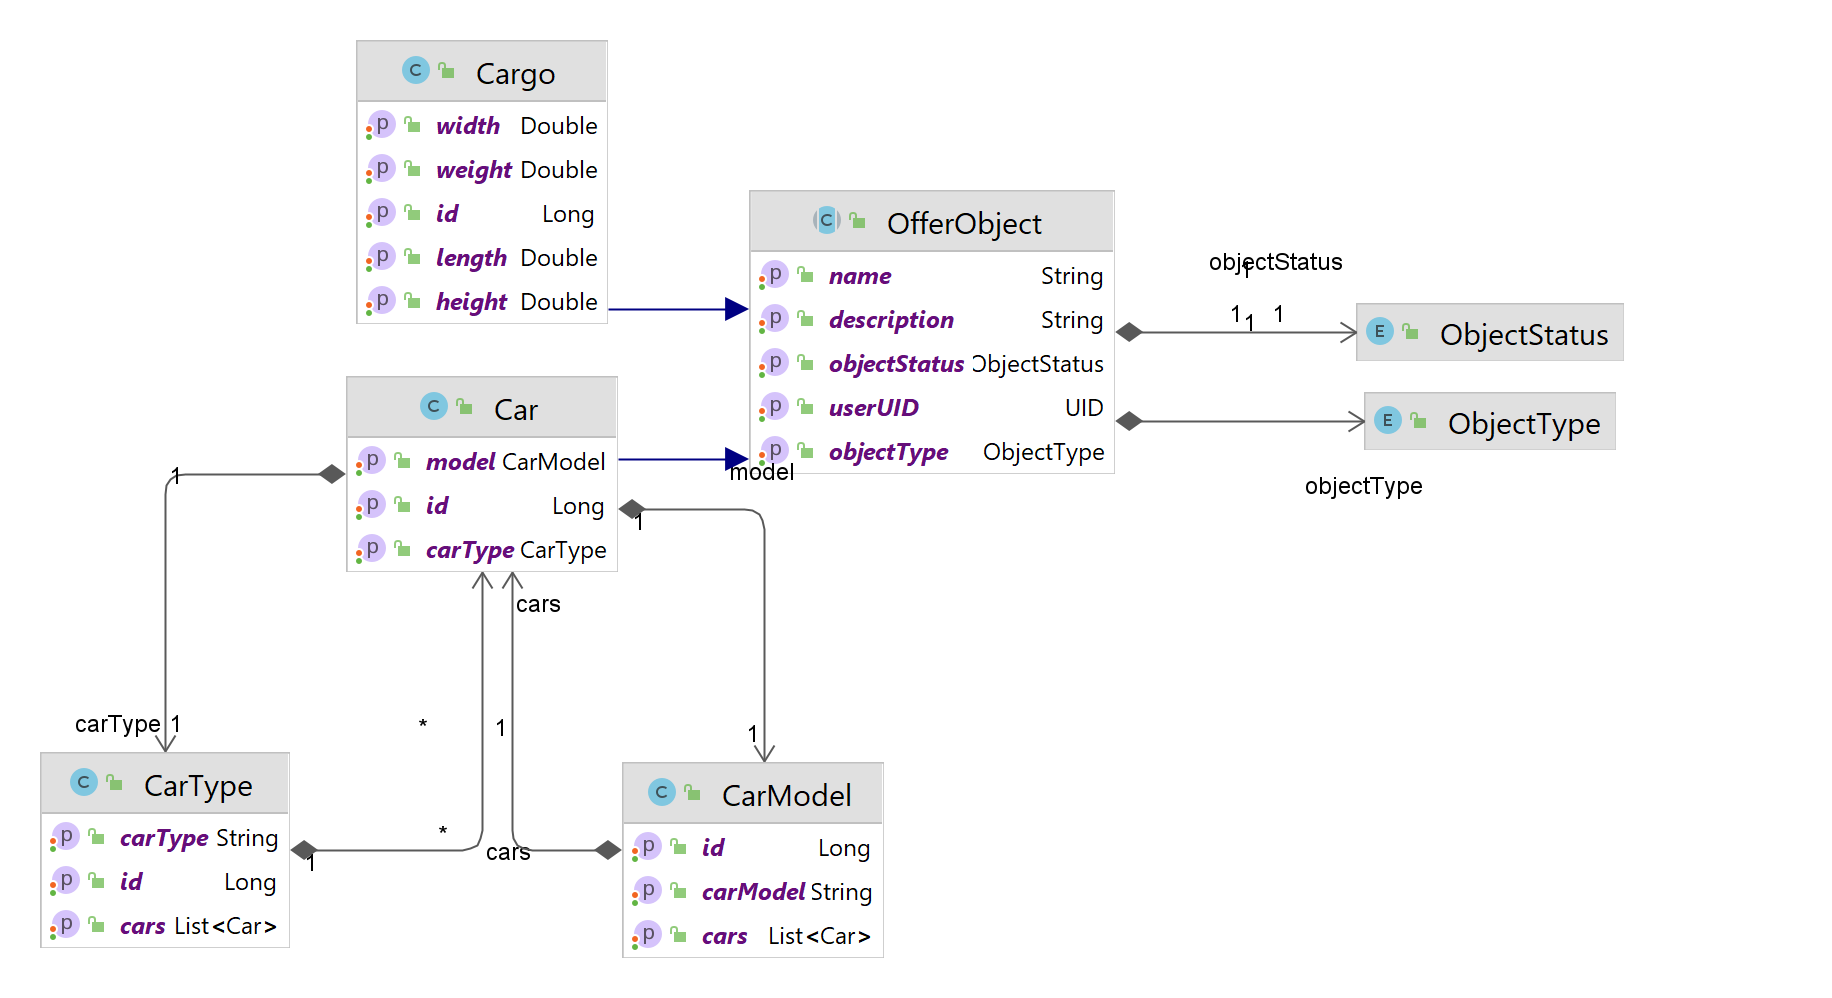 C Cargo
p width Double
p weight Double
p id Long
p length Double
p height Double
C OfferObject
p name String
p description String
p objectStatus ObjectStatus
p userUID UID
p objectType ObjectType
objectStatus
1
1
1
1
E ObjectStatus
E ObjectType
objectType
C Car
p model CarModel
p id Long
p carType CarType
model
1
1
cars
carType
1
*
1
1
C CarType
p carType String
p id Long
p cars List<Car>
*
1
cars
C CarModel
p id Long
p carModel String
p cars List<Car>